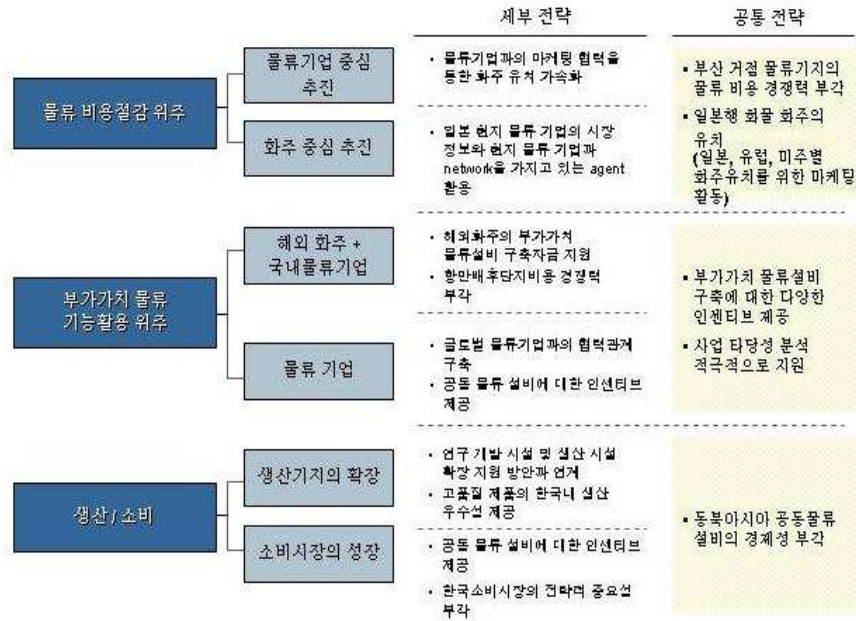 세부 전략
공통 전략
물류 비용절감 위주
물류기업 중심
추진
• 물류기업과의 마케팅 협력을
통한 화주 유치 가속화
화주 중심 추진
• 일본 현지 물류 기업의 시장
정보와 현지 물류 기업과
network을 가지고 있는 agent
활용
▪ 부산 거점 물류기지의
물류 비용 경쟁력 부각
▪ 일본행 화물 화주의
유치
(일본, 유럽, 미주별
화주유치를 위한 마케팅
활동)
부가가치 물류
기능활용 위주
해외 화주 +
국내물류기업
• 해외화주의 부가가치
물류설비 구축자금 지원
• 항만배후단지비용 경쟁력
부각
물류 기업
• 글로벌 물류기업과의 협력관계
구축
• 공동 물류 설비에 대한 인센티브
제공
▪ 부가가치 물류설비
구축에 대한 다양한
인센티브 제공
▪ 사업 타당성 분석
적극적으로 지원
생산 / 소비
생산기지의 확장
• 연구 개발 시설 및 생산 시설
확장 지원 방안과 연계
• 고품질 제품의 한국내 생산
우수성 제공
소비시장의 성장
• 공동 물류 설비에 대한 인센티브
제공
• 한국소비시장의 전략적 중요성
부각
▪ 동북아시아 공동물류
설비의 경제성 부각